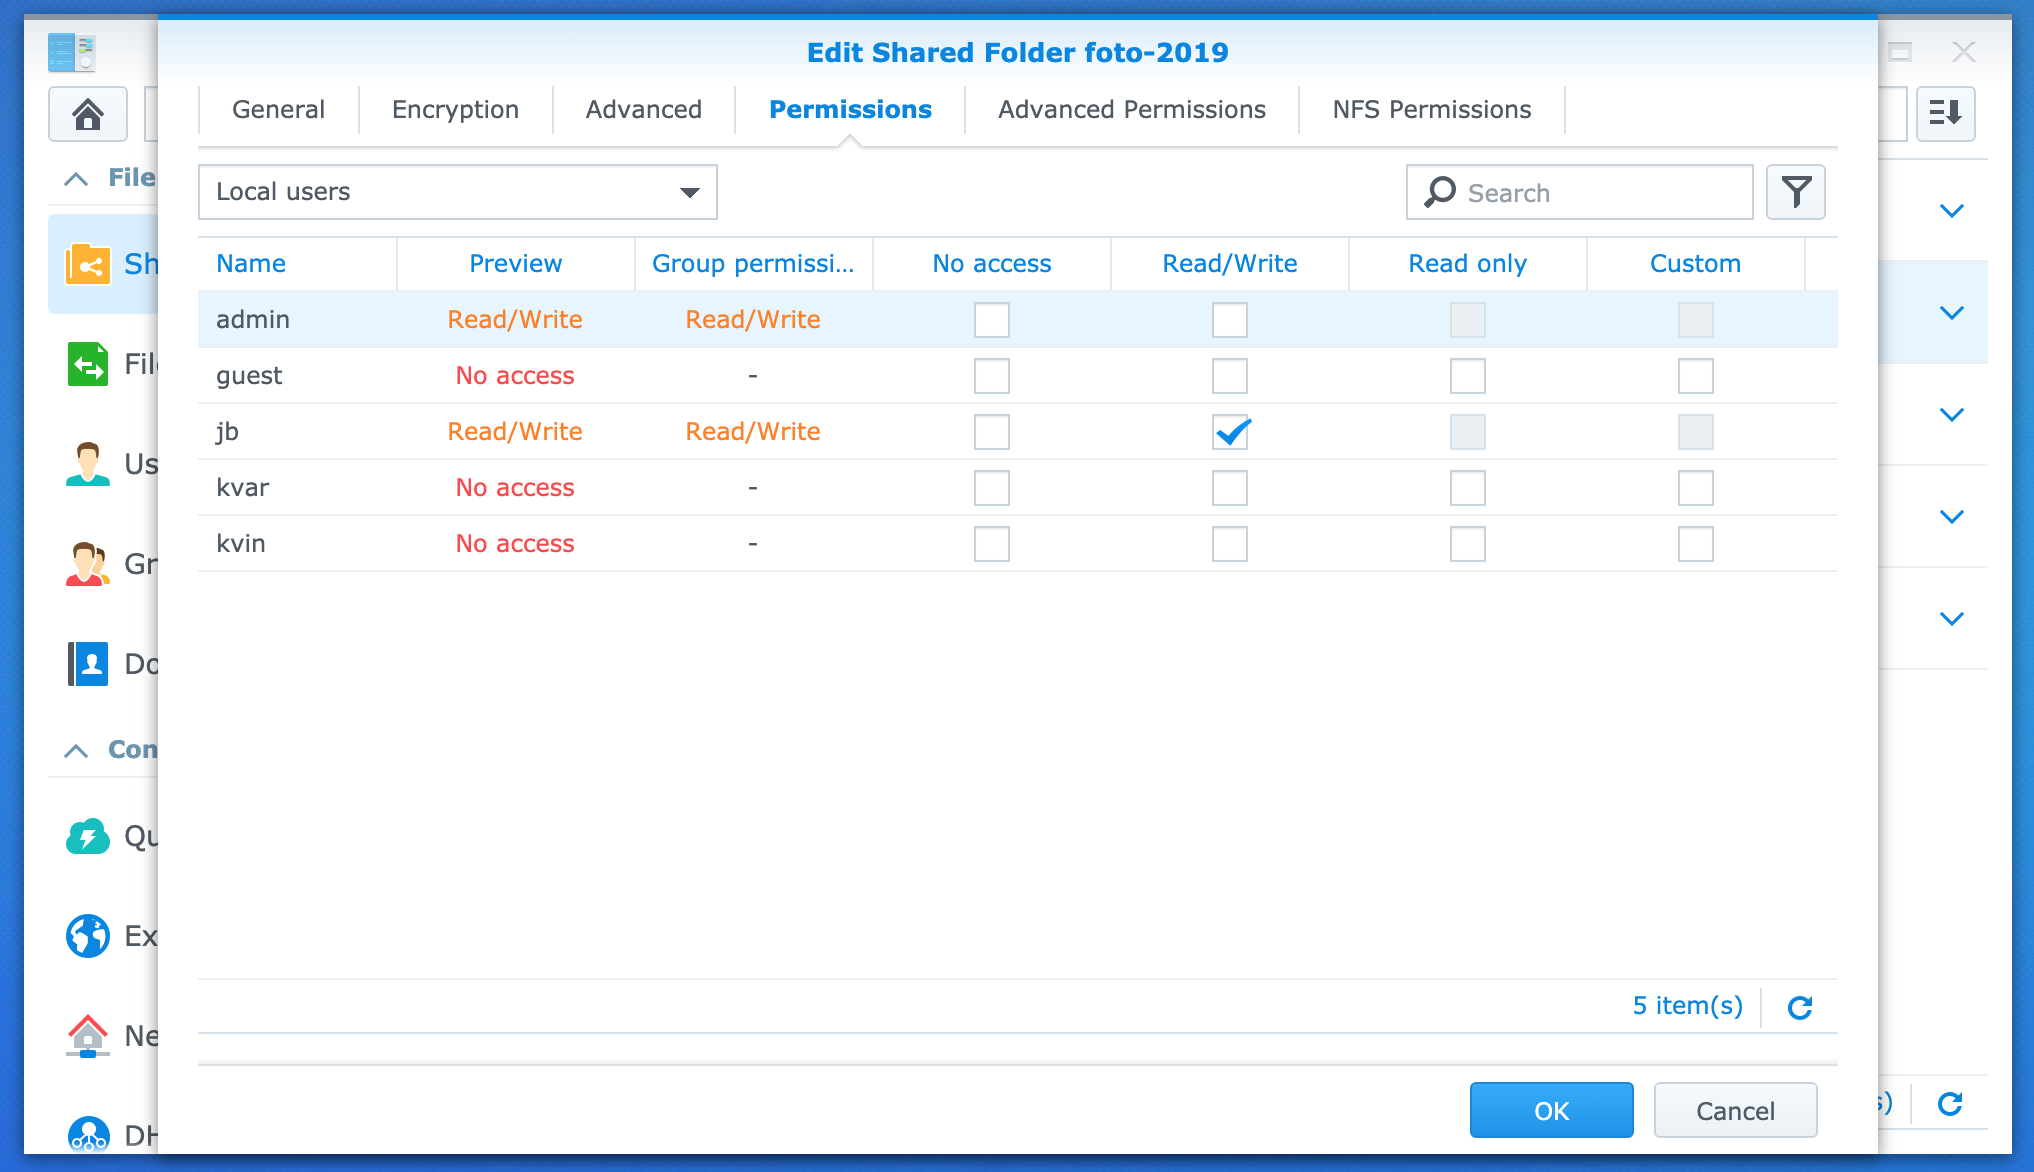 Edit Shared Folder foto-2019
General Encryption Advanced Permissions Advanced Permissions NFS Permissions
Local users Search
Name Preview Group permissi... No access Read/Write Read only Custom
admin Read/Write Read/Write
guest No access -
jb Read/Write Read/Write
kvar No access -
kvin No access -
5 item(s)
OK Cancel
File
Sh
File
Us
Gr
Do
Con
Qu
Ex
Ne
DH
s)